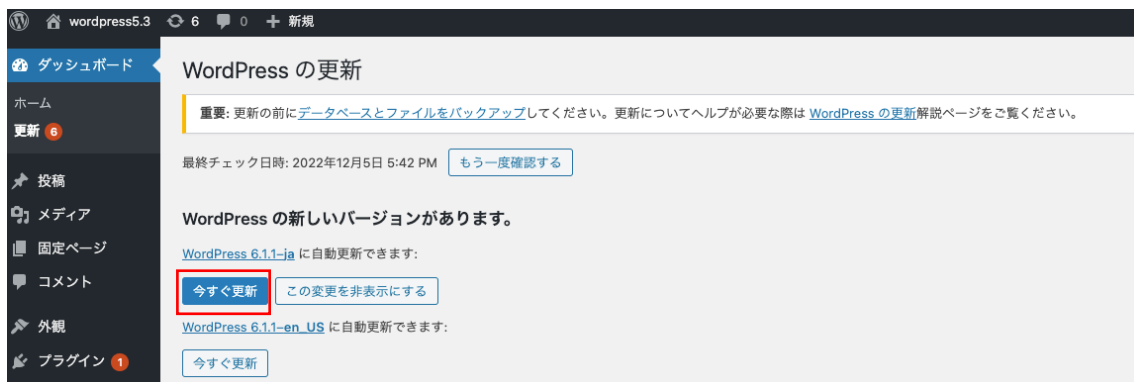 wordpress5.3 6 0 + 新規
ダッシュボード
ホーム
更新 6
投稿
メディア
固定ページ
コメント
外観
プラグイン 1
WordPress の更新
重要: 更新の前にデータベースとファイルをバックアップしてください。更新についてヘルプが必要な際は WordPress の更新解説ページをご覧ください。
最終チェック日時: 2022年12月5日 5:42 PM もう一度確認する
WordPress の新しいバージョンがあります。
WordPress 6.1.1–ja に自動更新できます:
今すぐ更新 この変更を非表示にする
WordPress 6.1.1–en_US に自動更新できます:
今すぐ更新